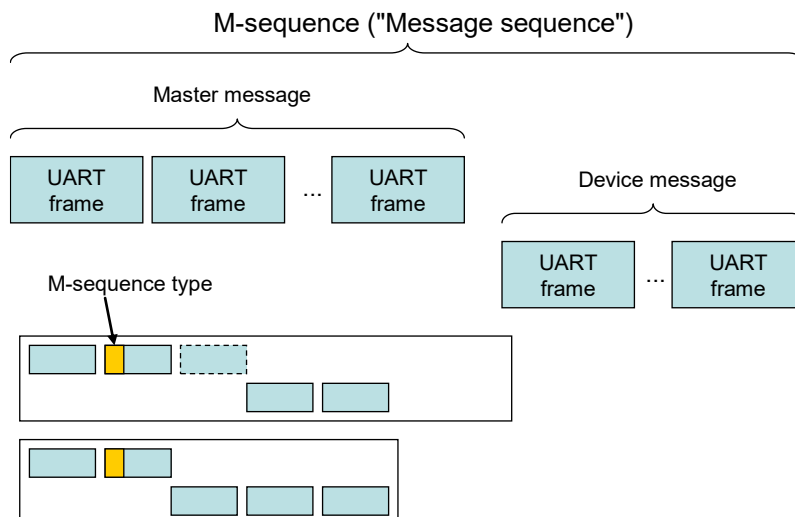 M-sequence ("Message sequence")
Master message
UART
frame
UART
frame
...
UART
frame
Device message
UART
frame
...
UART
frame
M-sequence type